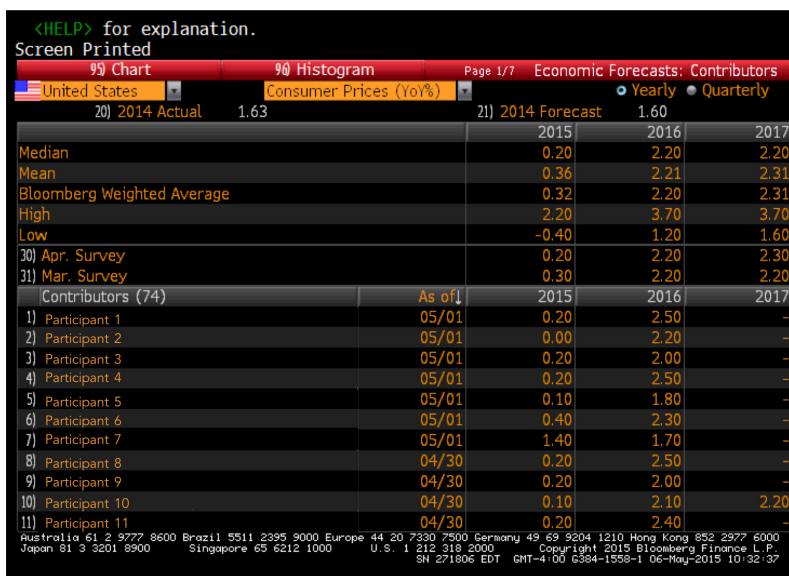 <HELP> for explanation.
Screen Printed
95) Chart 96) Histogram Page 1/7 Economic Forecasts: Contributors
United States Consumer Prices (YoY%) Yearly Quarterly
20) 2014 Actual 1.63 21) 2014 Forecast 1.60
2015 2016 2017
Median 0.20 2.20 2.20
Mean 0.36 2.21 2.31
Bloomberg Weighted Average 0.32 2.20 2.31
High 2.20 3.70 3.70
Low -0.40 1.20 1.60
30) Apr. Survey 0.20 2.20 2.30
31) Mar. Survey 0.30 2.20 2.20
Contributors (74) As of↓ 2015 2016 2017
1) Participant 1 05/01 0.20 2.50 -
2) Participant 2 05/01 0.00 2.20 -
3) Participant 3 05/01 0.20 2.00 -
4) Participant 4 05/01 0.20 2.50 -
5) Participant 5 05/01 0.10 1.80 -
6) Participant 6 05/01 0.40 2.30 -
7) Participant 7 05/01 1.40 1.70 -
8) Participant 8 04/30 0.20 2.50 -
9) Participant 9 04/30 0.20 2.00 -
10) Participant 10 04/30 0.10 2.10 2.20
11) Participant 11 04/30 0.20 2.40 -
Australia 61 2 9777 8600 Brazil 5511 2395 9000 Europe 44 20 7330 7500 Germany 49 69 9204 1210 Hong Kong 852 2977 6000
Japan 81 3 3201 8900 Singapore 65 6212 1000 U.S. 1 212 318 2000 Copyright 2015 Bloomberg Finance L.P.
SN 271806 EDT GMT-4:00 G384-1558-1 06-May-2015 10:32:37